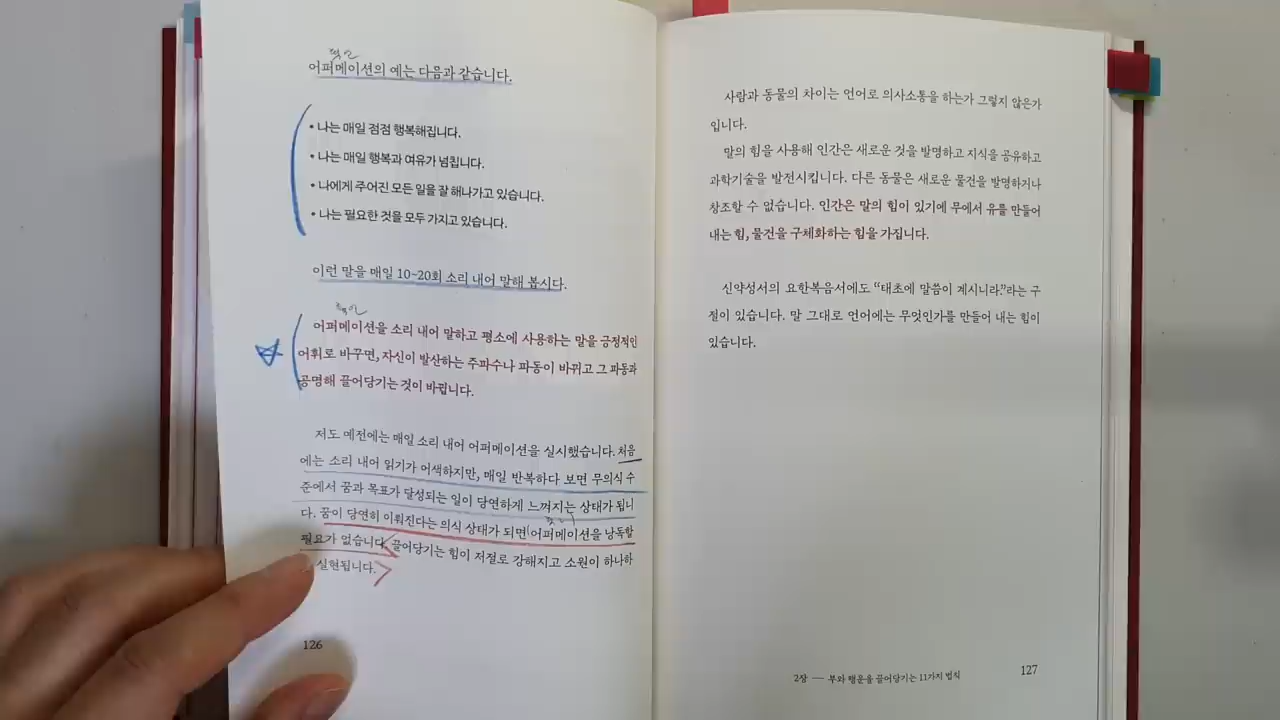 확언
어퍼메이션의 예는 다음과 같습니다.
• 나는 매일 점점 행복해집니다.
• 나는 매일 행복과 여유가 넘칩니다.
• 나에게 주어진 모든 일을 잘 해나가고 있습니다.
• 나는 필요한 것을 모두 가지고 있습니다.
이런 말을 매일 10~20회 소리 내어 말해 봅시다.
확언
어퍼메이션을 소리 내어 말하고 평소에 사용하는 말을 긍정적인
어휘로 바꾸면, 자신이 발산하는 주파수나 파동이 바뀌고 그 파동과
공명해 끌어당기는 것이 바뀝니다.
저도 예전에는 매일 소리 내어 어퍼메이션을 실시했습니다. 처음
에는 소리 내어 읽기가 어색하지만, 매일 반복하다 보면 무의식 수
준에서 꿈과 목표가 달성되는 일이 당연하게 느껴지는 상태가 됩니
다. 꿈이 당연히 이뤄진다는 의식 상태가 되면 어퍼메이션을 낭독할
필요가 없습니다. 끌어당기는 힘이 저절로 강해지고 소원이 하나하
실현됩니다.
126
사람과 동물의 차이는 언어로 의사소통을 하는가 그렇지 않은가
입니다.
말의 힘을 사용해 인간은 새로운 것을 발명하고 지식을 공유하고
과학기술을 발전시킵니다. 다른 동물은 새로운 물건을 발명하거나
창조할 수 없습니다. 인간은 말의 힘이 있기에 무에서 유를 만들어
내는 힘, 물건을 구체화하는 힘을 가집니다.
신약성서의 요한복음서에도 “태초에 말씀이 계시니라.”라는 구
절이 있습니다. 말 그대로 언어에는 무엇인가를 만들어 내는 힘이
있습니다.
2장 — 부와 행운을 끌어당기는 11가지 법칙
127